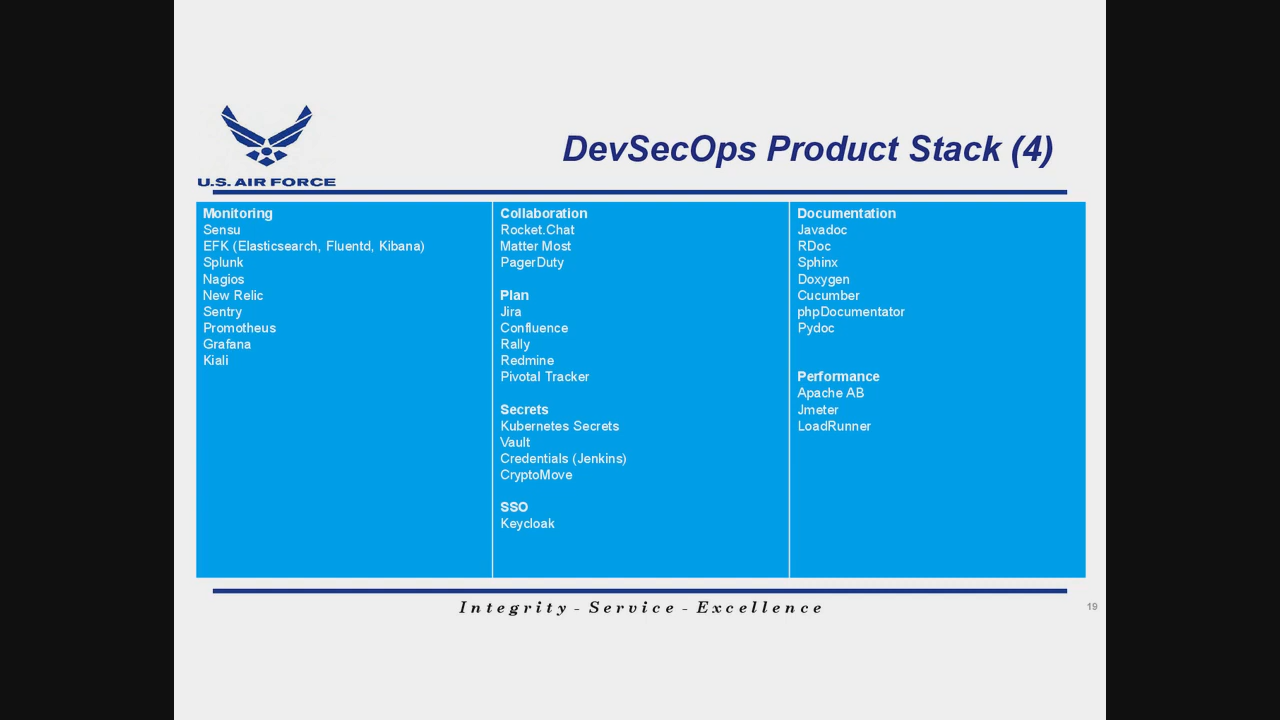 U.S. AIR FORCE
DevSecOps Product Stack (4)
Monitoring
Sensu
EFK (Elasticsearch, Fluentd, Kibana)
Splunk
Nagios
New Relic
Sentry
Promotheus
Grafana
Kiali
Collaboration
Rocket.Chat
Matter Most
PagerDuty
Plan
Jira
Confluence
Rally
Redmine
Pivotal Tracker
Secrets
Kubernetes Secrets
Vault
Credentials (Jenkins)
CryptoMove
SSO
Keycloak
Documentation
Javadoc
RDoc
Sphinx
Doxygen
Cucumber
phpDocumentator
Pydoc
Performance
Apache AB
Jmeter
LoadRunner
Integrity - Service - Excellence
19